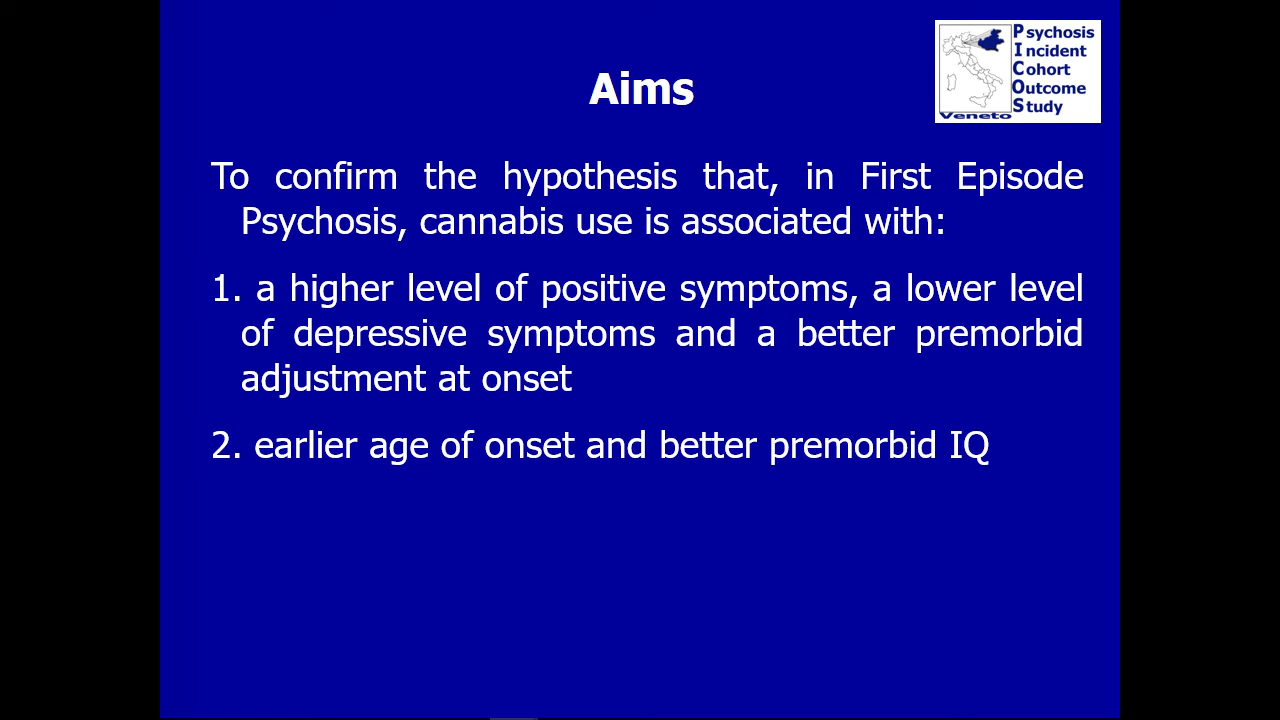 Psychosis
Incident
Cohort
Outcome
Study
Veneto
Aims
To confirm the hypothesis that, in First Episode
Psychosis, cannabis use is associated with:
1. a higher level of positive symptoms, a lower level
of depressive symptoms and a better premorbid
adjustment at onset
2. earlier age of onset and better premorbid IQ